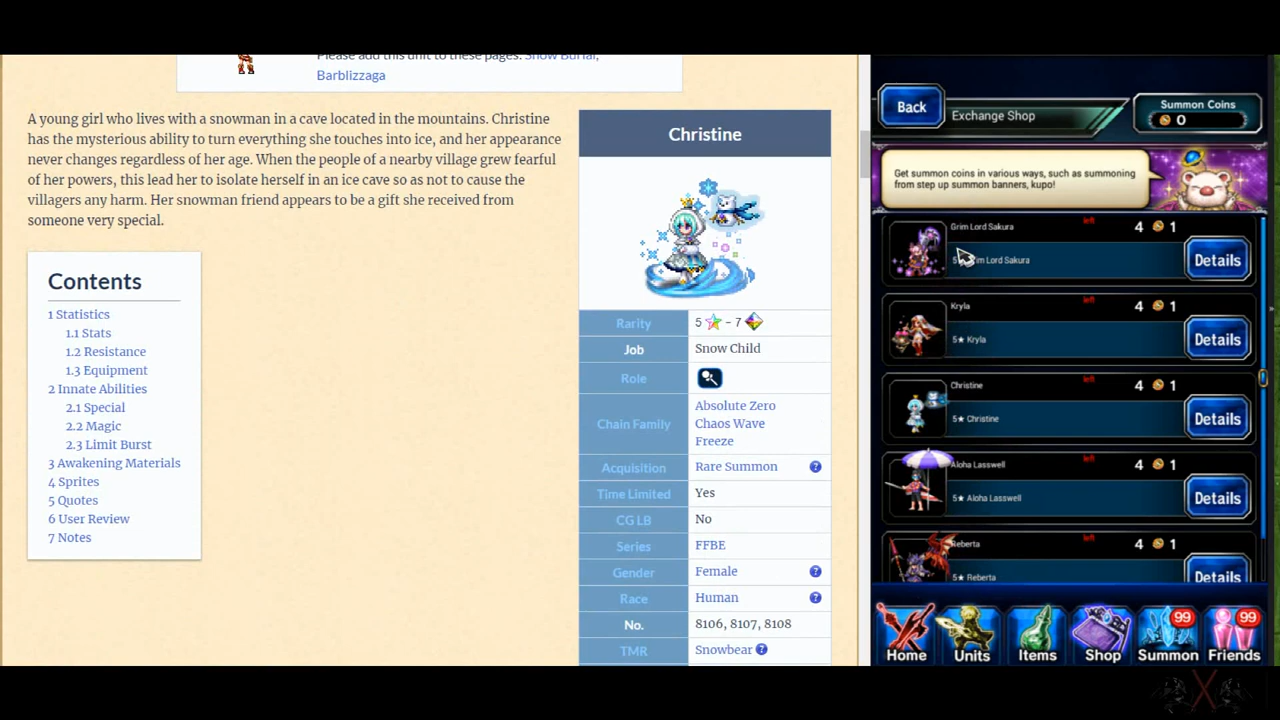 Please add this unit to these pages: Snow Burial,
Barblizzaga
A young girl who lives with a snowman in a cave located in the mountains. Christine
has the mysterious ability to turn everything she touches into ice, and her appearance
never changes regardless of her age. When the people of a nearby village grew fearful
of her powers, this lead her to isolate herself in an ice cave so as not to cause the
villagers any harm. Her snowman friend appears to be a gift she received from
someone very special.
Contents
1 Statistics
1.1 Stats
1.2 Resistance
1.3 Equipment
2 Innate Abilities
2.1 Special
2.2 Magic
2.3 Limit Burst
3 Awakening Materials
4 Sprites
5 Quotes
6 User Review
7 Notes
Christine
Rarity 5 - 7
Job Snow Child
Role
Chain Family Absolute Zero
Chaos Wave
Freeze
Acquisition Rare Summon ?
Time Limited Yes
CG LB No
Series FFBE
Gender Female ?
Race Human ?
No. 8106, 8107, 8108
TMR Snowbear ?
Back
Exchange Shop
Summon Coins
0
Get summon coins in various ways, such as summoning
from step up summon banners, kupo!
Grim Lord Sakura left 4 1
im Lord Sakura
Details
Kryla left 4 1
5★ Kryla
Details
Christine left 4 1
5★ Christine
Details
Aloha Lasswell left 4 1
5★ Aloha Lasswell
Details
Reberta left 4 1
5★ Reberta
Details
99 99
Home Units Items Shop Summon Friends